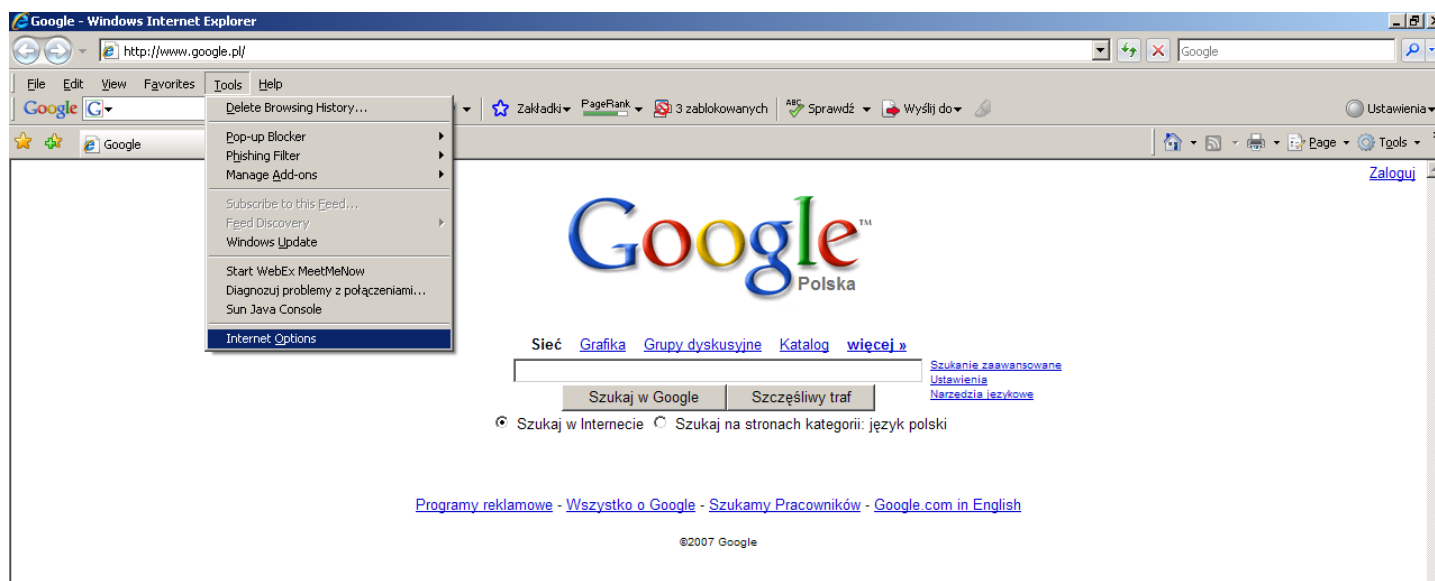 Google - Windows Internet Explorer
http://www.google.pl/
Google
File Edit View Favorites Tools Help
Google G
Zakładki PageRank 3 zablokowanych ABC Sprawdź Wyślij do Ustawienia
Google
Page Tools
Delete Browsing History...
Pop-up Blocker
Phishing Filter
Manage Add-ons
Subscribe to this Feed...
Feed Discovery
Windows Update
Start WebEx MeetMeNow
Diagnozuj problemy z połączeniami...
Sun Java Console
Internet Options
Zaloguj
Google™
Polska
Sieć Grafika Grupy dyskusyjne Katalog więcej »
Szukanie zaawansowane
Ustawienia
Narzędzia językowe
Szukaj w Google Szczęśliwy traf
Szukaj w Internecie Szukaj na stronach kategorii: język polski
Programy reklamowe - Wszystko o Google - Szukamy Pracowników - Google.com in English
©2007 Google